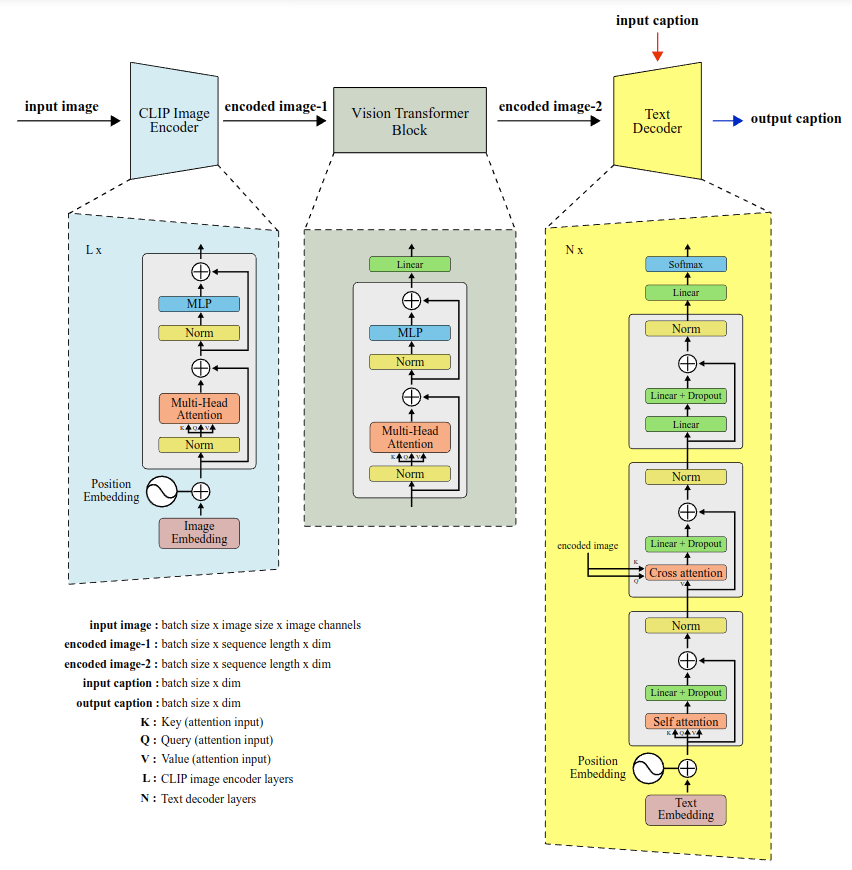 input caption
input image
CLIP Image
Encoder
encoded image-1
Vision Transformer
Block
encoded image-2
Text
Decoder
output caption
L x
MLP
Norm
Multi-Head
Attention
K Q V
Norm
Position
Embedding
Image
Embedding
Linear
MLP
Norm
Multi-Head
Attention
K Q V
Norm
N x
Softmax
Linear
Norm
Linear + Dropout
Linear
Norm
Linear + Dropout
encoded image
K
Cross attention
Q
V
Norm
Linear + Dropout
Self attention
K Q V
Position
Embedding
Text
Embedding
input image : batch size x image size x image channels
encoded image-1 : batch size x sequence length x dim
encoded image-2 : batch size x sequence length x dim
input caption : batch size x dim
output caption : batch size x dim
K : Key (attention input)
Q : Query (attention input)
V : Value (attention input)
L : CLIP image encoder layers
N : Text decoder layers